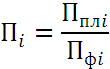 Пᵢ = Пплi / Пфi